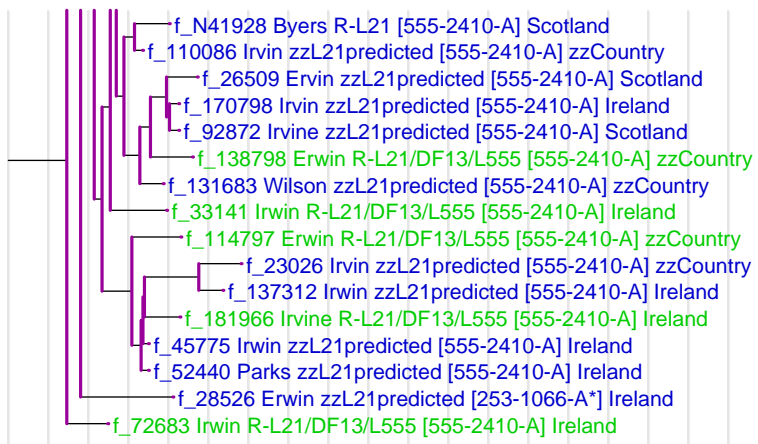 f_N41928 Byers R-L21 [555-2410-A] Scotland
f_110086 Irvin zzL21predicted [555-2410-A] zzCountry
f_26509 Ervin zzL21predicted [555-2410-A] Scotland
f_170798 Irvin zzL21predicted [555-2410-A] Ireland
f_92872 Irvine zzL21predicted [555-2410-A] Scotland
f_138798 Erwin R-L21/DF13/L555 [555-2410-A] zzCountry
f_131683 Wilson zzL21predicted [555-2410-A] zzCountry
f_33141 Irwin R-L21/DF13/L555 [555-2410-A] Ireland
f_114797 Erwin R-L21/DF13/L555 [555-2410-A] zzCountry
f_23026 Irvin zzL21predicted [555-2410-A] zzCountry
f_137312 Irwin zzL21predicted [555-2410-A] Ireland
f_181966 Irvine R-L21/DF13/L555 [555-2410-A] Ireland
f_45775 Irwin zzL21predicted [555-2410-A] Ireland
f_52440 Parks zzL21predicted [555-2410-A] Ireland
f_28526 Erwin zzL21predicted [253-1066-A*] Ireland
f_72683 Irwin R-L21/DF13/L555 [555-2410-A] Ireland